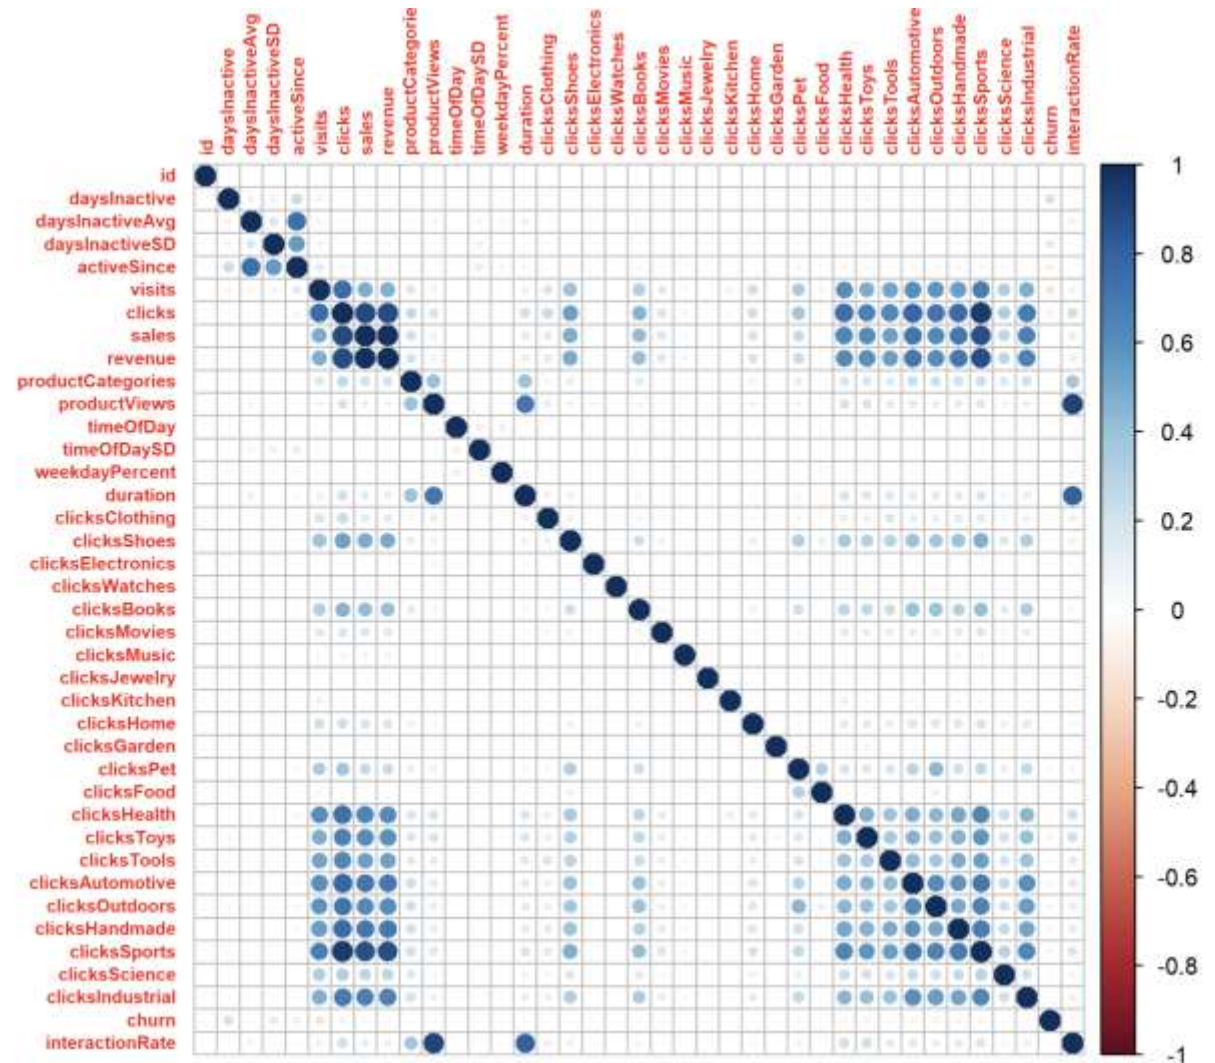 id
daysInactive
daysInactiveAvg
daysInactiveSD
activeSince
visits
clicks
sales
revenue
productCategorie
productViews
timeOfDay
timeOfDaySD
weekdayPercent
duration
clicksClothing
clicksShoes
clicksElectronics
clicksWatches
clicksBooks
clicksMovies
clicksMusic
clicksJewelry
clicksKitchen
clicksHome
clicksGarden
clicksPet
clicksFood
clicksHealth
clicksToys
clicksTools
clicksAutomotive
clicksOutdoors
clicksHandmade
clicksSports
clicksScience
clicksIndustrial
churn
interactionRate
id
daysInactive
daysInactiveAvg
daysInactiveSD
activeSince
visits
clicks
sales
revenue
productCategories
productViews
timeOfDay
timeOfDaySD
weekdayPercent
duration
clicksClothing
clicksShoes
clicksElectronics
clicksWatches
clicksBooks
clicksMovies
clicksMusic
clicksJewelry
clicksKitchen
clicksHome
clicksGarden
clicksPet
clicksFood
clicksHealth
clicksToys
clicksTools
clicksAutomotive
clicksOutdoors
clicksHandmade
clicksSports
clicksScience
clicksIndustrial
churn
interactionRate
1
0.8
0.6
0.4
0.2
0
-0.2
-0.4
-0.6
-0.8
-1